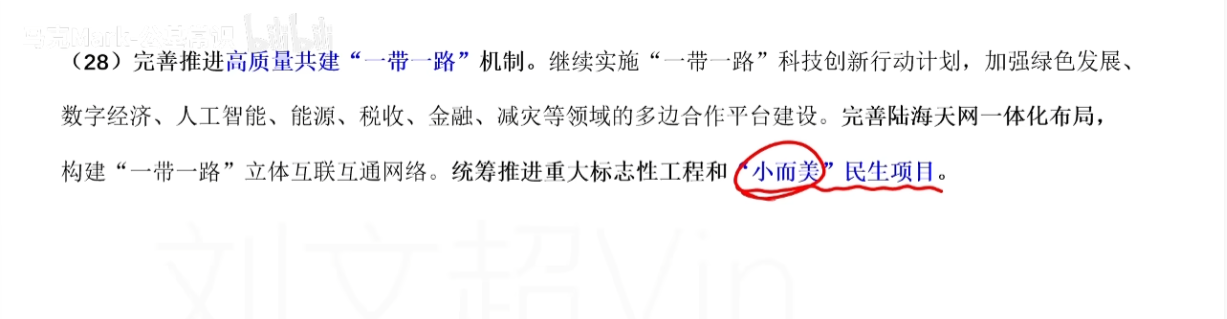 （28）完善推进高质量共建“一带一路”机制。继续实施“一带一路”科技创新行动计划，加强绿色发展、
数字经济、人工智能、能源、税收、金融、减灾等领域的多边合作平台建设。完善陆海天网一体化布局，
构建“一带一路”立体互联互通网络。统筹推进重大标志性工程和“小而美”民生项目。
刘文超Vin